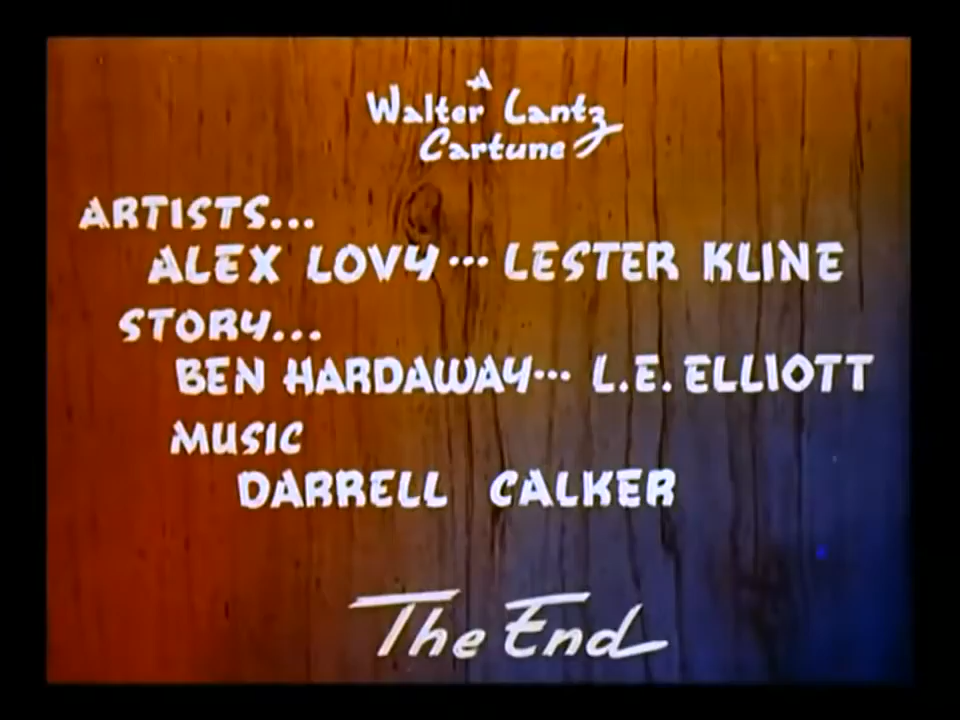 A
Walter Lantz
Cartune
ARTISTS...
ALEX LOVY... LESTER KLINE
STORY...
BEN HARDAWAY... L.E. ELLIOTT
MUSIC
DARRELL CALKER
The End